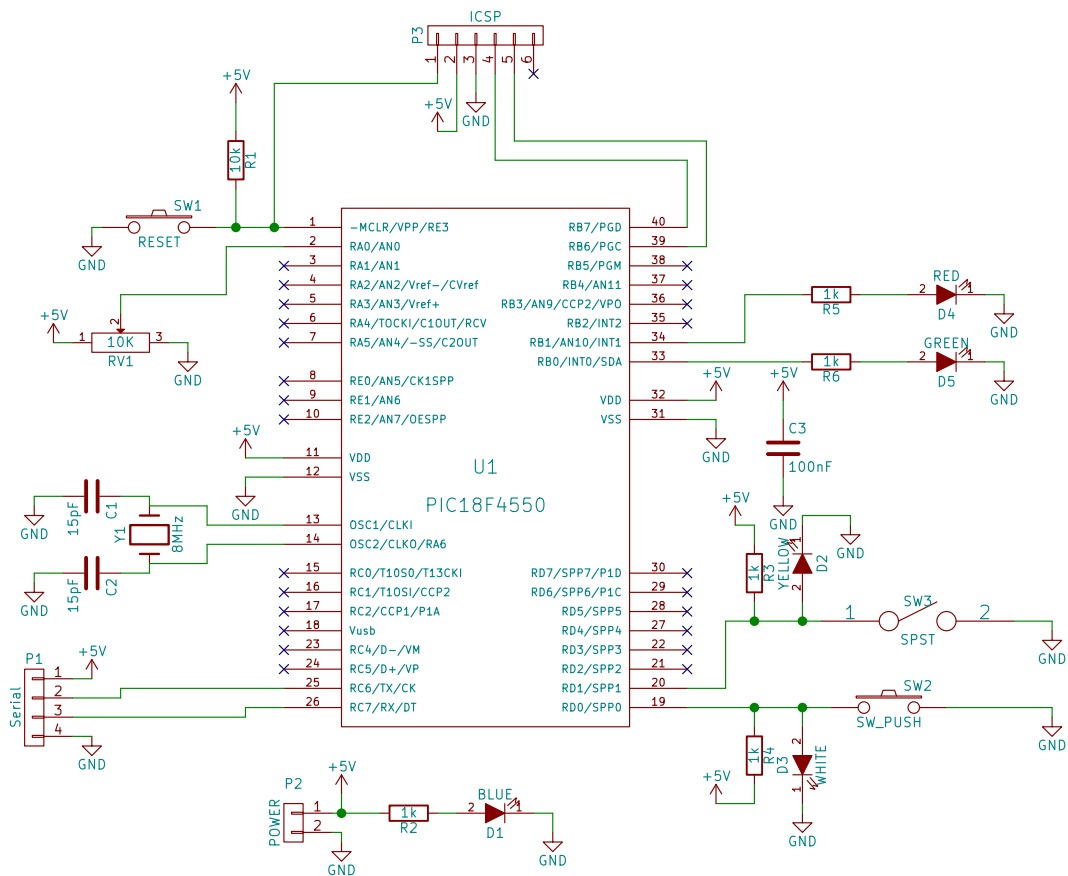 ICSP
P3
1 2 3 4 5 6
+5V
+5V
GND
10k
R1
SW1
RESET
GND
1 -MCLR/VPP/RE3
2 RA0/AN0
3 RA1/AN1
4 RA2/AN2/Vref-/CVref
5 RA3/AN3/Vref+
6 RA4/TOCKI/C1OUT/RCV
7 RA5/AN4/-SS/C2OUT
8 RE0/AN5/CK1SPP
9 RE1/AN6
10 RE2/AN7/OESPP
11 VDD
12 VSS
13 OSC1/CLKI
14 OSC2/CLKO/RA6
15 RC0/T1OSO/T13CKI
16 RC1/T1OSI/CCP2
17 RC2/CCP1/P1A
18 Vusb
23 RC4/D-/VM
24 RC5/D+/VP
25 RC6/TX/CK
26 RC7/RX/DT
U1
PIC18F4550
RB7/PGD 40
RB6/PGC 39
RB5/PGM 38
RB4/AN11 37
RB3/AN9/CCP2/VPO 36
RB2/INT2 35
RB1/AN10/INT1 34
RB0/INT0/SDA 33
VDD 32
VSS 31
RD7/SPP7/P1D 30
RD6/SPP6/P1C 29
RD5/SPP5 28
RD4/SPP4 27
RD3/SPP3 22
RD2/SPP2 21
RD1/SPP1 20
RD0/SPP0 19
+5V
2
1 10K 3
RV1
GND
+5V
GND
GND
15pF
C1
Y1
8MHz
GND
15pF
C2
P1
Serial
1
2
3
4
+5V
GND
1k
R5
RED
2 1
D4
GND
1k
R6
GREEN
2 1
D5
GND
+5V
GND
+5V
C3
100nF
GND
+5V
1k
R3
YELLOW
1
2
D2
GND
1 SW3 2
SPST
GND
SW2
SW_PUSH
GND
1k
R4
+5V
2
D3
1
WHITE
GND
P2
POWER
1
2
+5V
GND
1k
R2
BLUE
2 1
D1
GND